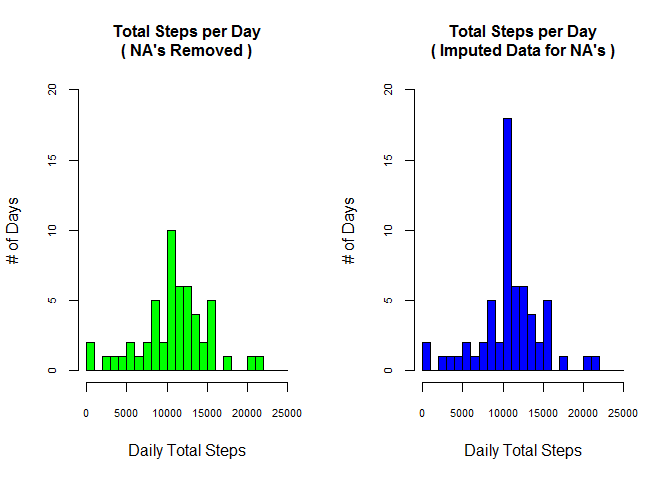 Total Steps per Day
( NA's Removed )
# of Days
20
15
10
5
0
0 5000 10000 15000 20000 25000
Daily Total Steps
Total Steps per Day
( Imputed Data for NA's )
# of Days
20
15
10
5
0
0 5000 10000 15000 20000 25000
Daily Total Steps